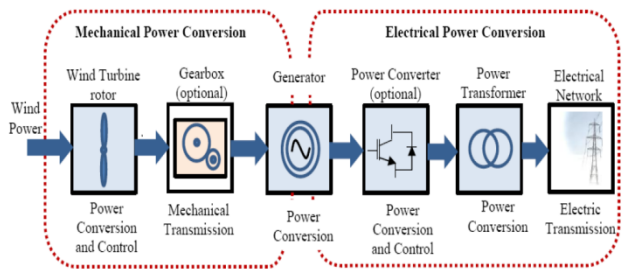 Mechanical Power Conversion
Electrical Power Conversion
Wind
Power
Wind Turbine
rotor
Gearbox
(optional)
Generator
Power Converter
(optional)
Power
Transformer
Electrical
Network
Power
Conversion
and Control
Mechanical
Transmission
Power
Conversion
Power
Conversion
and Control
Power
Conversion
Electric
Transmission